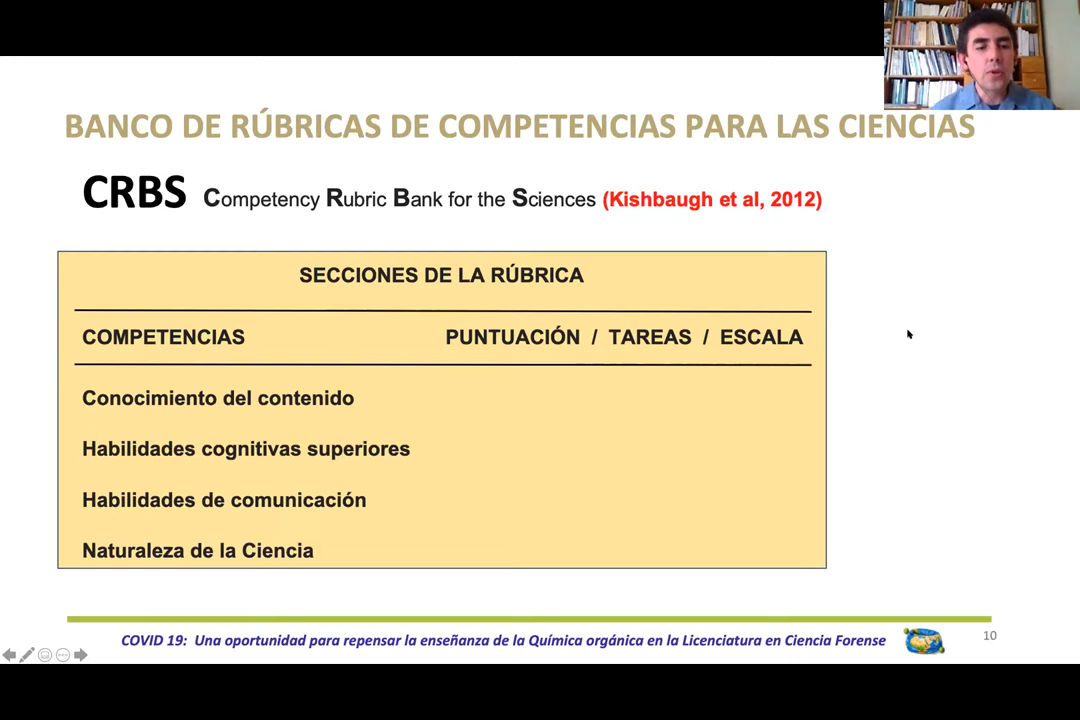 BANCO DE RÚBRICAS DE COMPETENCIAS PARA LAS CIENCIAS
CRBS Competency Rubric Bank for the Sciences (Kishbaugh et al, 2012)
SECCIONES DE LA RÚBRICA
COMPETENCIAS PUNTUACIÓN / TAREAS / ESCALA
Conocimiento del contenido
Habilidades cognitivas superiores
Habilidades de comunicación
Naturaleza de la Ciencia
COVID 19: Una oportunidad para repensar la enseñanza de la Química orgánica en la Licenciatura en Ciencia Forense
10